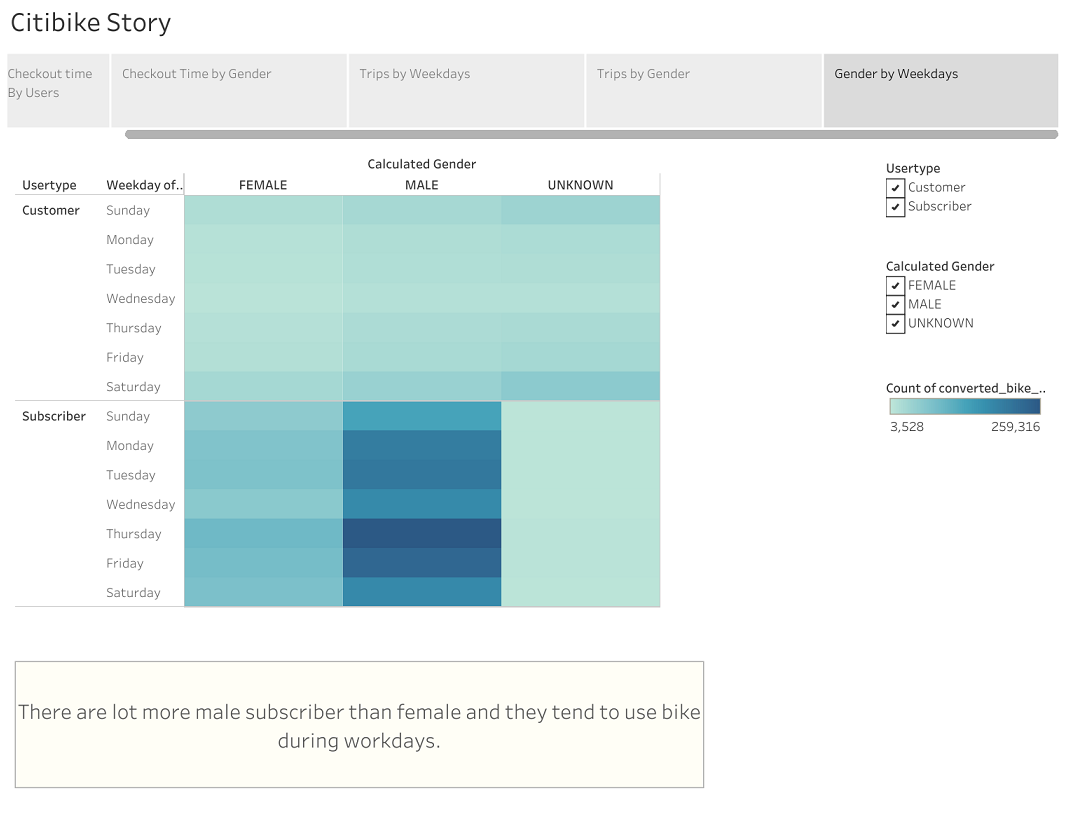 Citibike Story
Checkout time
By Users
Checkout Time by Gender
Trips by Weekdays
Trips by Gender
Gender by Weekdays
Calculated Gender
Usertype
Weekday of..
FEMALE
MALE
UNKNOWN
Customer
Sunday
Monday
Tuesday
Wednesday
Thursday
Friday
Saturday
Subscriber
Sunday
Monday
Tuesday
Wednesday
Thursday
Friday
Saturday
Usertype
Customer
Subscriber
Calculated Gender
FEMALE
MALE
UNKNOWN
Count of converted_bike_..
3,528
259,316
There are lot more male subscriber than female and they tend to use bike
during workdays.